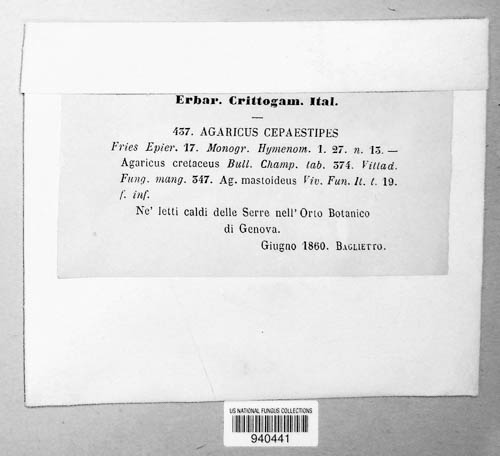 Erbar. Crittogam. Ital.
437. AGARICUS CEPAESTIPES
Fries Epier. 17. Monogr. Hymenom. 1. 27. n. 13. —
Agaricus cretaceus Bull. Champ. tab. 374. Vittad.
Fung. mang. 347. Ag. mastoideus Viv. Fun. It. t. 19.
f. inf.
Ne' letti caldi delle Serre nell' Orto Botanico
di Genova.
Giugno 1860. BAGLIETTO.
US NATIONAL FUNGUS COLLECTIONS
940441